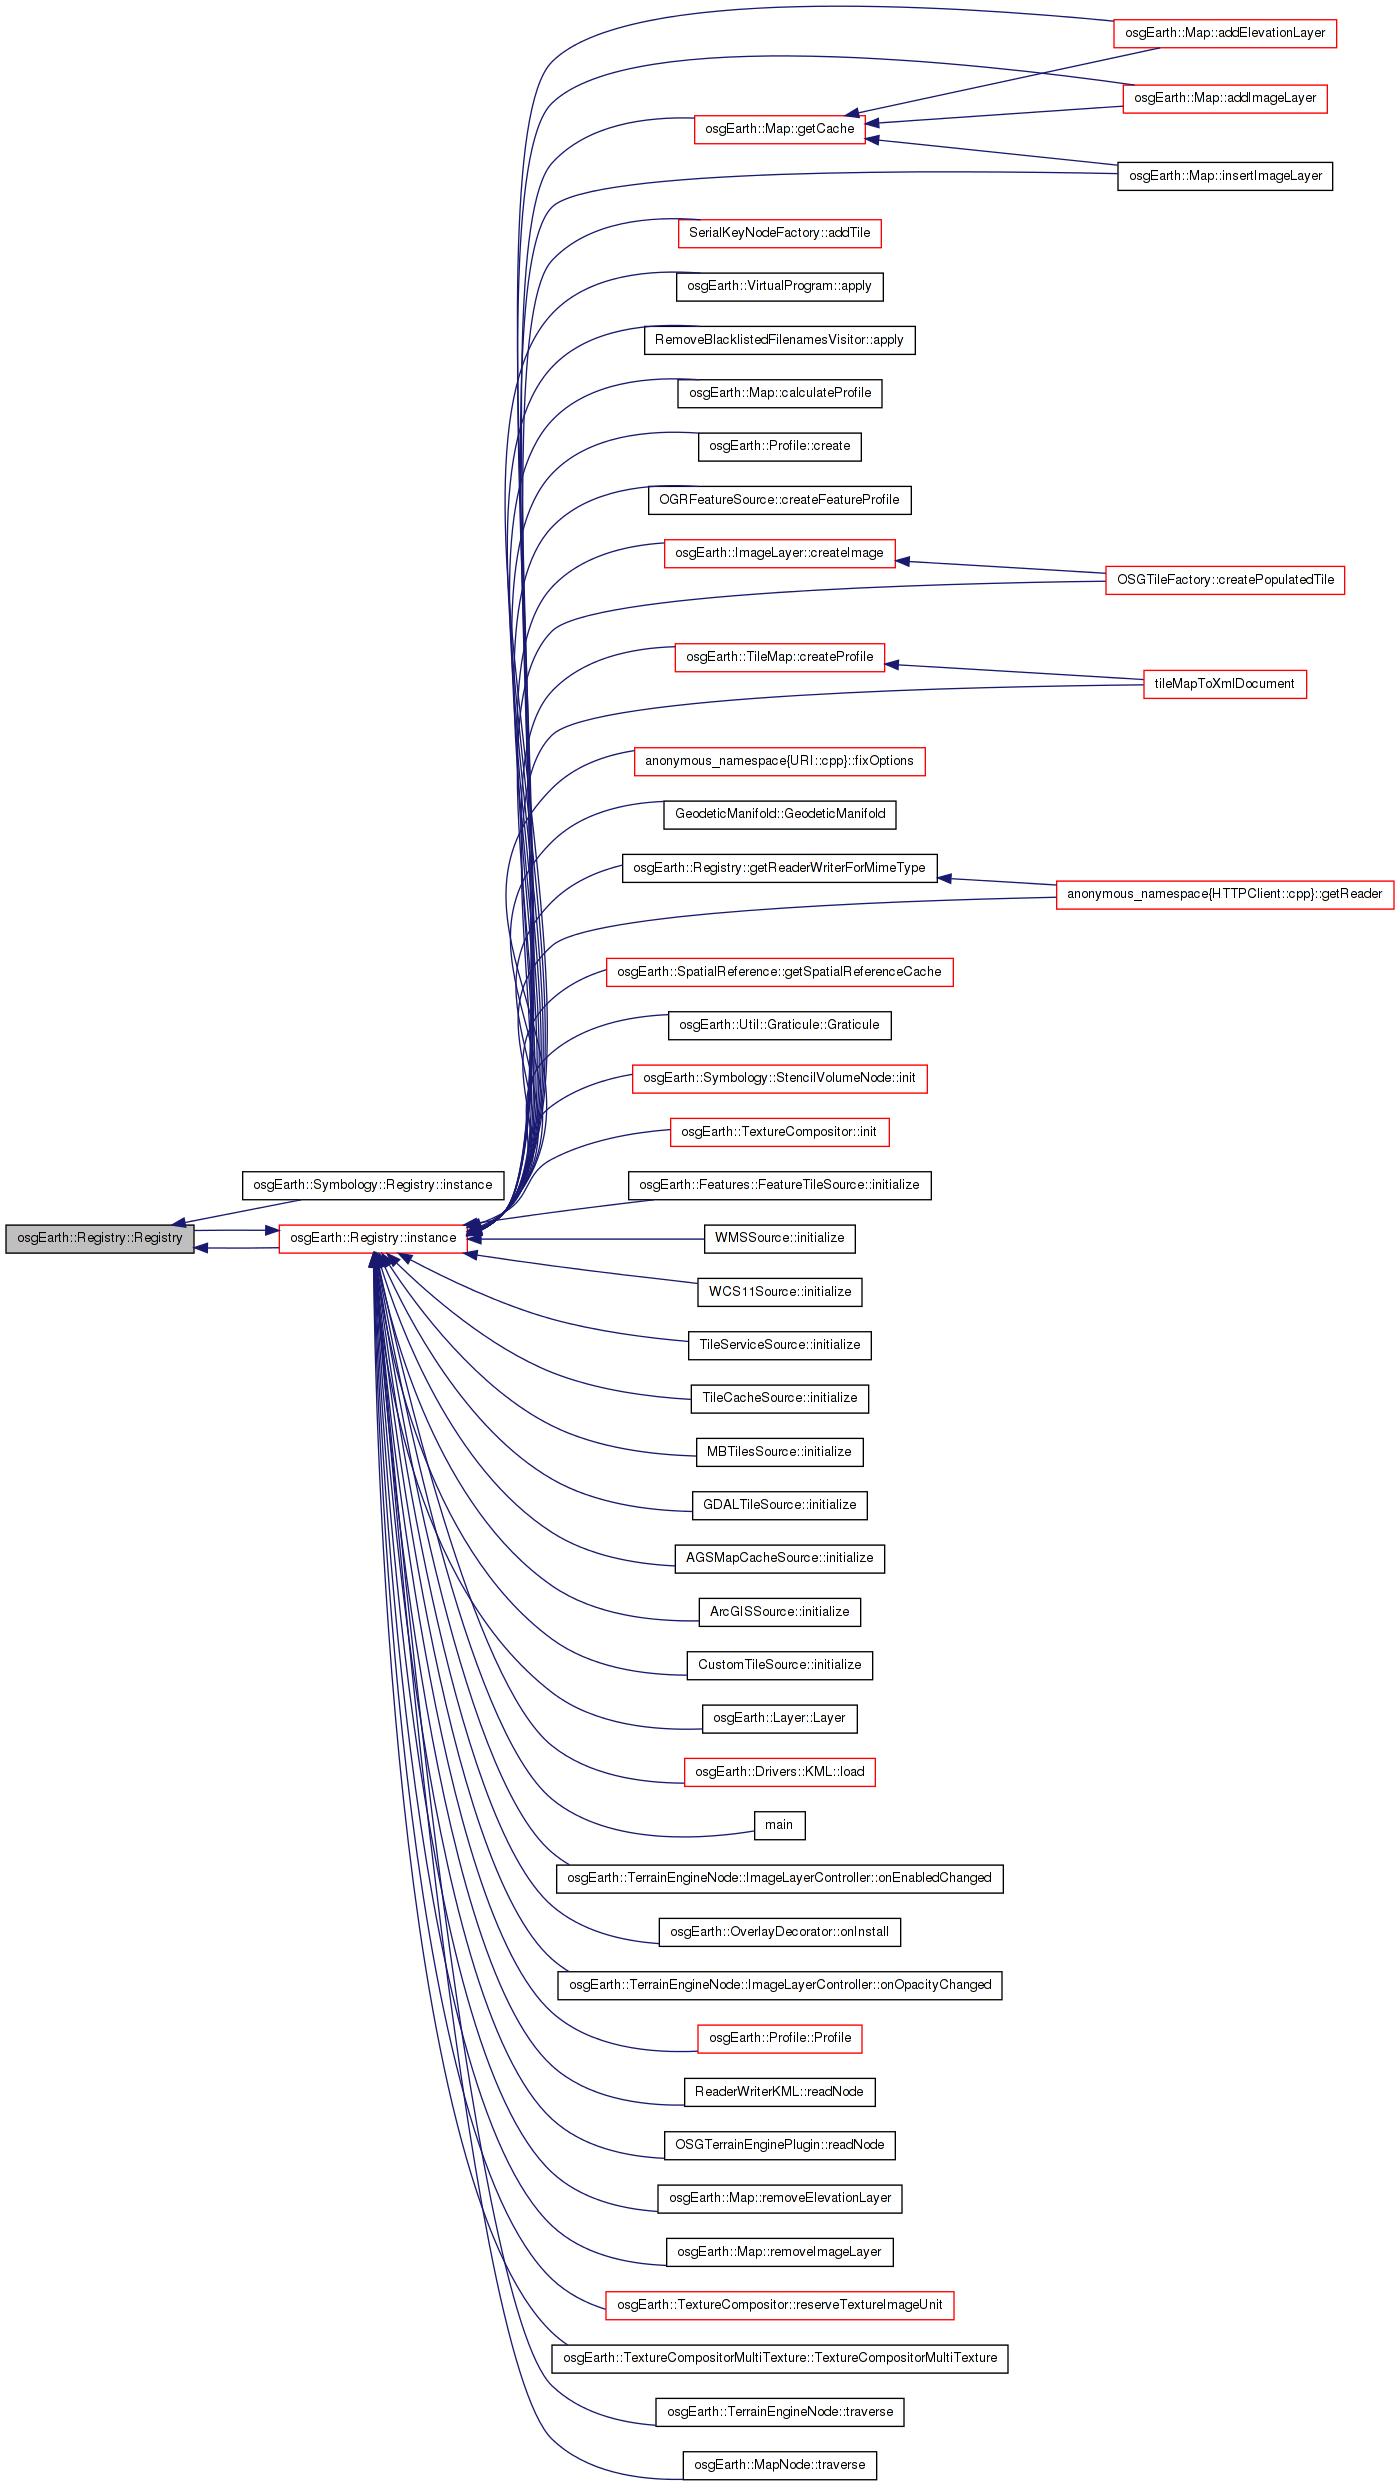 osgEarth::Map::addElevationLayer
osgEarth::Map::addImageLayer
osgEarth::Map::getCache
osgEarth::Map::insertImageLayer
SerialKeyNodeFactory::addTile
osgEarth::VirtualProgram::apply
RemoveBlacklistedFilenamesVisitor::apply
osgEarth::Map::calculateProfile
osgEarth::Profile::create
OGRFeatureSource::createFeatureProfile
osgEarth::ImageLayer::createImage
OSGTileFactory::createPopulatedTile
osgEarth::TileMap::createProfile
tileMapToXmlDocument
anonymous_namespace{URI::cpp}::fixOptions
GeodeticManifold::GeodeticManifold
osgEarth::Registry::getReaderWriterForMimeType
anonymous_namespace{HTTPClient::cpp}::getReader
osgEarth::SpatialReference::getSpatialReferenceCache
osgEarth::Util::Graticule::Graticule
osgEarth::Symbology::StencilVolumeNode::init
osgEarth::TextureCompositor::init
osgEarth::Symbology::Registry::instance
osgEarth::Features::FeatureTileSource::initialize
osgEarth::Registry::Registry
osgEarth::Registry::instance
WMSSource::initialize
WCS11Source::initialize
TileServiceSource::initialize
TileCacheSource::initialize
MBTilesSource::initialize
GDALTileSource::initialize
AGSMapCacheSource::initialize
ArcGISSource::initialize
CustomTileSource::initialize
osgEarth::Layer::Layer
osgEarth::Drivers::KML::load
main
osgEarth::TerrainEngineNode::ImageLayerController::onEnabledChanged
osgEarth::OverlayDecorator::onInstall
osgEarth::TerrainEngineNode::ImageLayerController::onOpacityChanged
osgEarth::Profile::Profile
ReaderWriterKML::readNode
OSGTerrainEnginePlugin::readNode
osgEarth::Map::removeElevationLayer
osgEarth::Map::removeImageLayer
osgEarth::TextureCompositor::reserveTextureImageUnit
osgEarth::TextureCompositorMultiTexture::TextureCompositorMultiTexture
osgEarth::TerrainEngineNode::traverse
osgEarth::MapNode::traverse